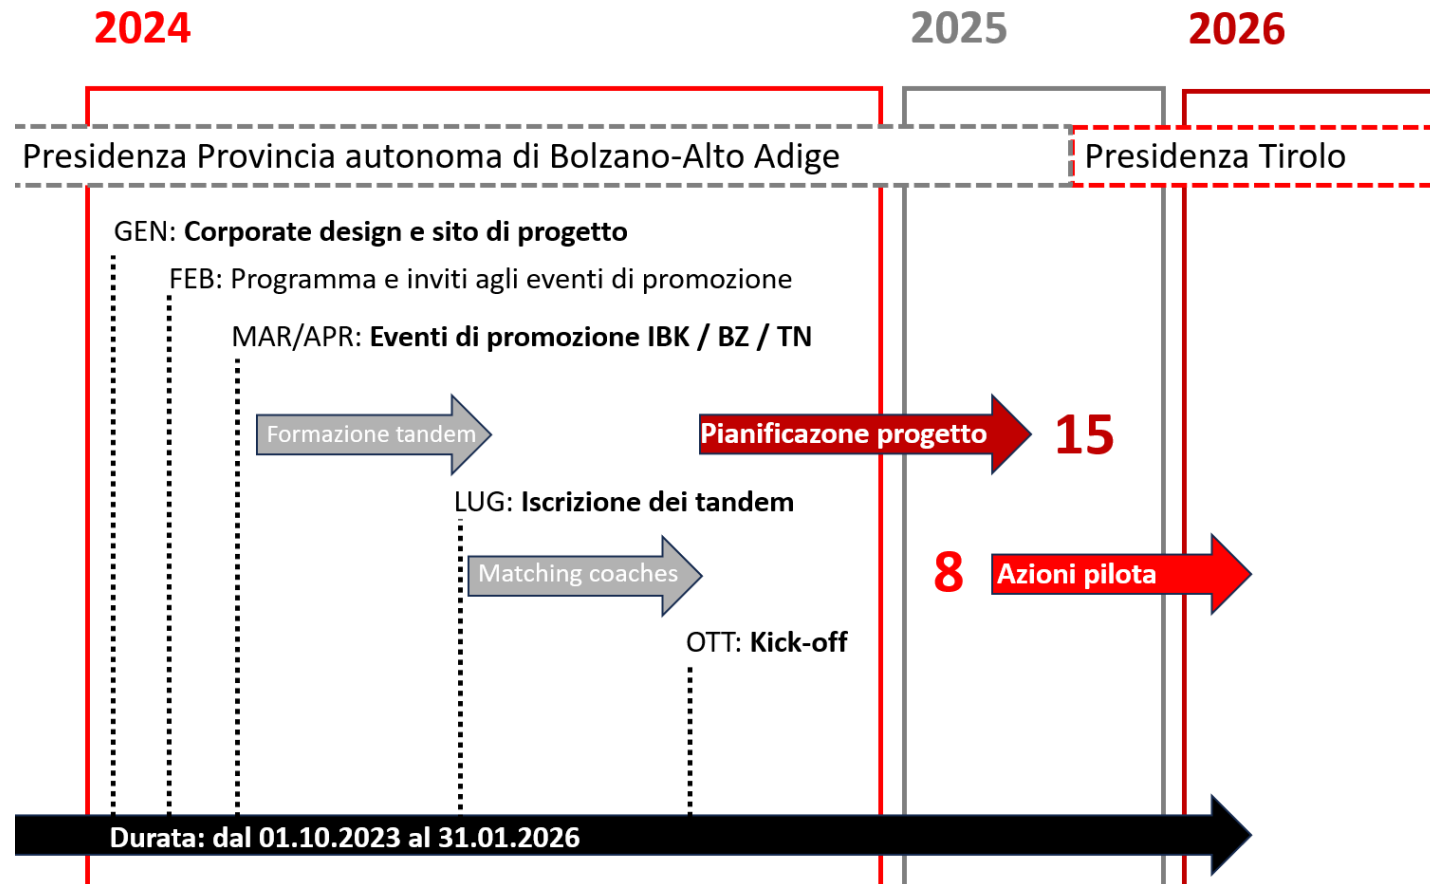 2024
2025
2026
Presidenza Provincia autonoma di Bolzano-Alto Adige
Presidenza Tirolo
GEN: Corporate design e sito di progetto
FEB: Programma e inviti agli eventi di promozione
MAR/APR: Eventi di promozione IBK / BZ / TN
Formazione tandem
Pianificazone progetto
15
LUG: Iscrizione dei tandem
Matching coaches
8
Azioni pilota
OTT: Kick-off
Durata: dal 01.10.2023 al 31.01.2026